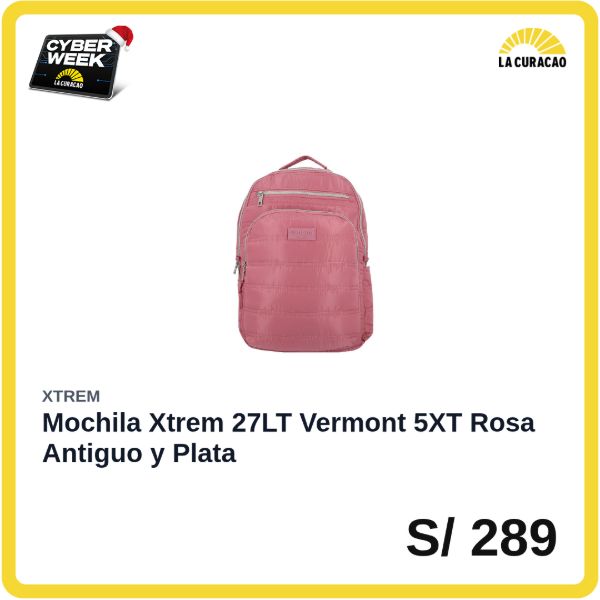 CYBER
WEEK
LA CURACAO
LA CURACAO
XTREM
Mochila Xtrem 27LT Vermont 5XT Rosa
Antiguo y Plata
S/ 289